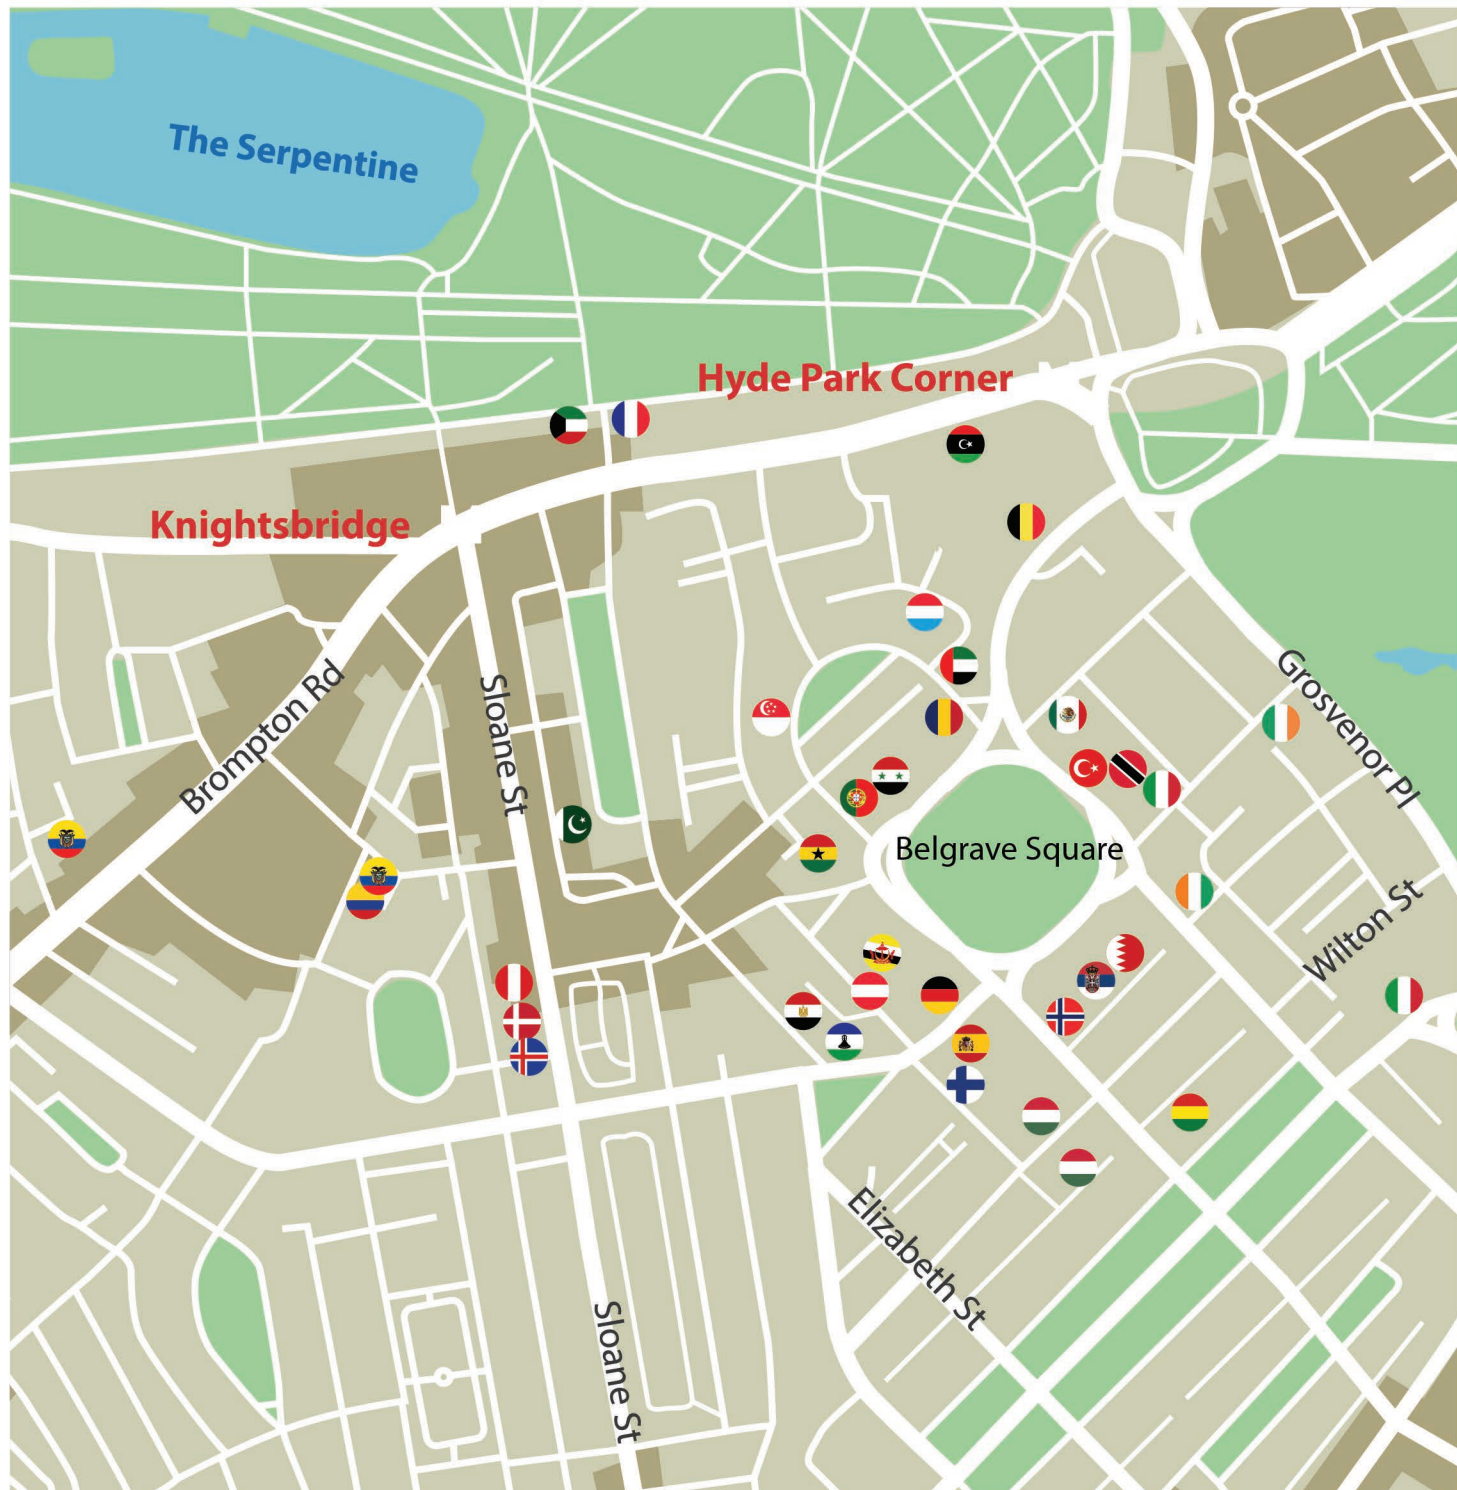 The Serpentine
Hyde Park Corner
Knightsbridge
Brompton Rd
Sloane St
Grosvenor Pl
Belgrave Square
Wilton St
Elizabeth St
Sloane St